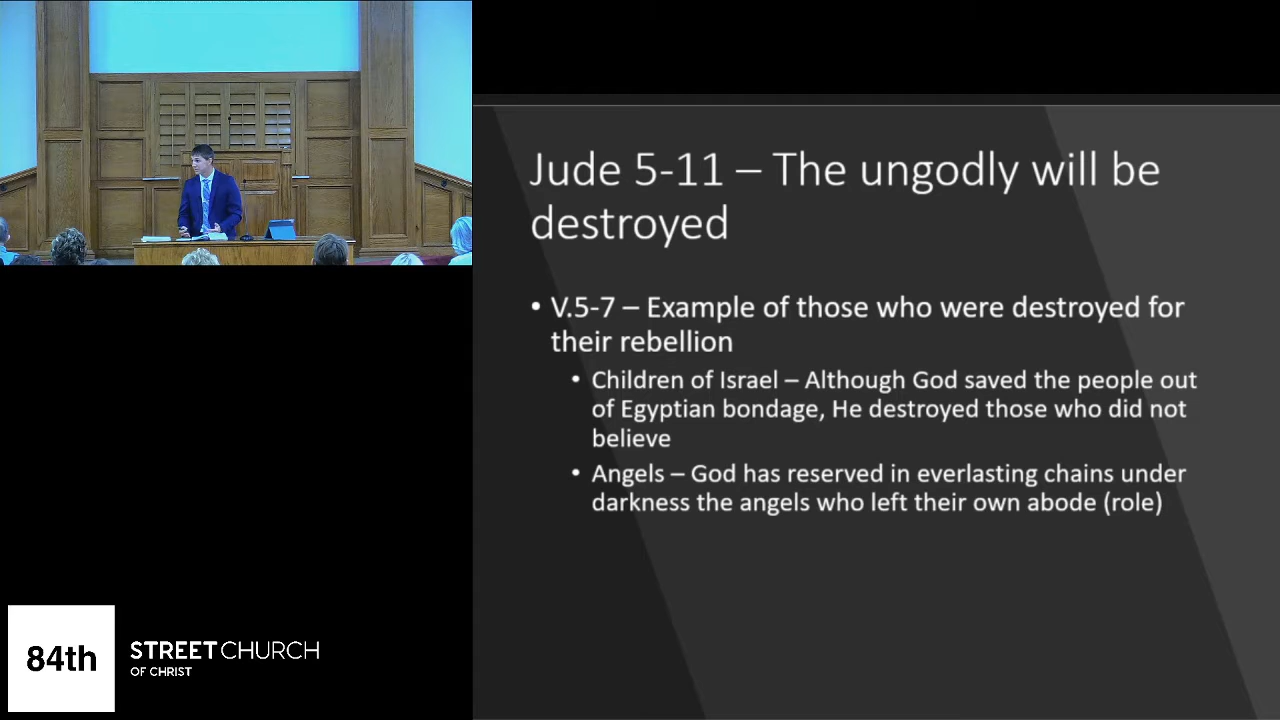 Jude 5-11 – The ungodly will be
destroyed
• V.5-7 – Example of those who were destroyed for
their rebellion
• Children of Israel – Although God saved the people out
of Egyptian bondage, He destroyed those who did not
believe
• Angels – God has reserved in everlasting chains under
darkness the angels who left their own abode (role)
84th
STREET CHURCH
OF CHRIST